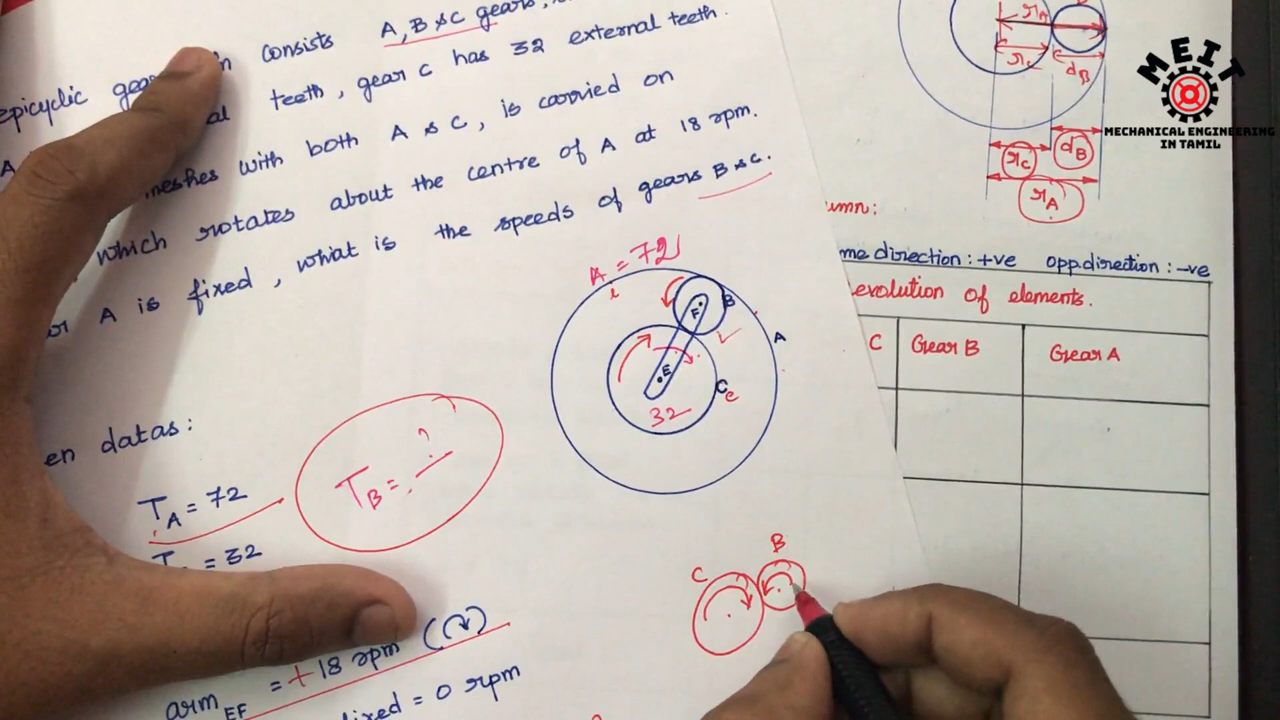 epicyclic gear consists A, B & C gears,
teeth, gear C has 32 external teeth.
meshes with both A & C, is carried on
which rotates about the centre of A at 18 rpm.
A is fixed, what is the speeds of gears B & C.
en datas:
T_A = 72
= 32
T_B = ?
arm_EF = +18 rpm
ixed = 0 rpm
A = 72
i
F
B
A
E
C
e
32
C
B
r_A
r_C
d_B
d_B
r_C
r_A
umn:
me direction: +ve opp.direction: -ve
evolution of elements.
C Gear B Gear A
MEIT
MECHANICAL ENGINEERING
IN TAMIL